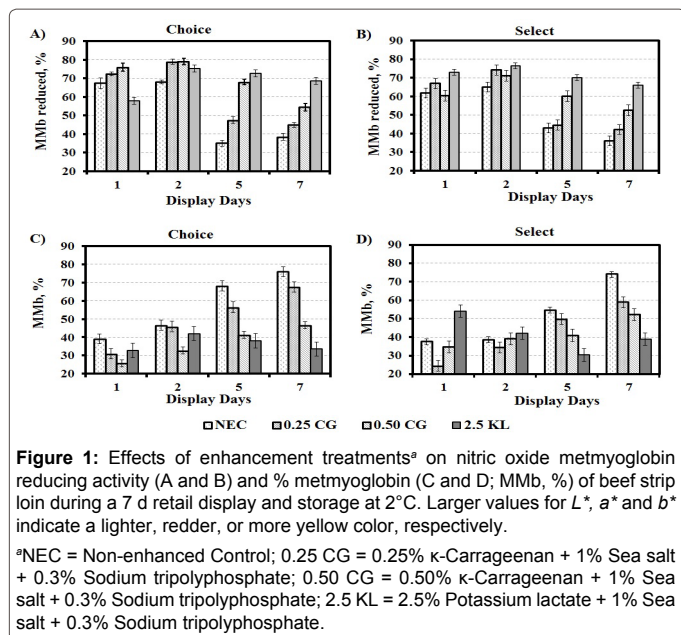 A) Choice
MMb reduced, %
90
80
70
60
50
40
30
20
1 2 5 7
Display Days
B) Select
MMb reduced, %
90
80
70
60
50
40
30
20
1 2 5 7
Display Days
C) Choice
MMb, %
90
80
70
60
50
40
30
20
1 2 5 7
Display Days
D) Select
MMb, %
90
80
70
60
50
40
30
20
1 2 5 7
Display Days
NEC 0.25 CG 0.50 CG 2.5 KL
Figure 1: Effects of enhancement treatmentsᵃ on nitric oxide metmyoglobin
reducing activity (A and B) and % metmyoglobin (C and D; MMb, %) of beef strip
loin during a 7 d retail display and storage at 2°C. Larger values for L*, a* and b*
indicate a lighter, redder, or more yellow color, respectively.
ᵃNEC = Non-enhanced Control; 0.25 CG = 0.25% κ-Carrageenan + 1% Sea salt
+ 0.3% Sodium tripolyphosphate; 0.50 CG = 0.50% κ-Carrageenan + 1% Sea
salt + 0.3% Sodium tripolyphosphate; 2.5 KL = 2.5% Potassium lactate + 1% Sea
salt + 0.3% Sodium tripolyphosphate.